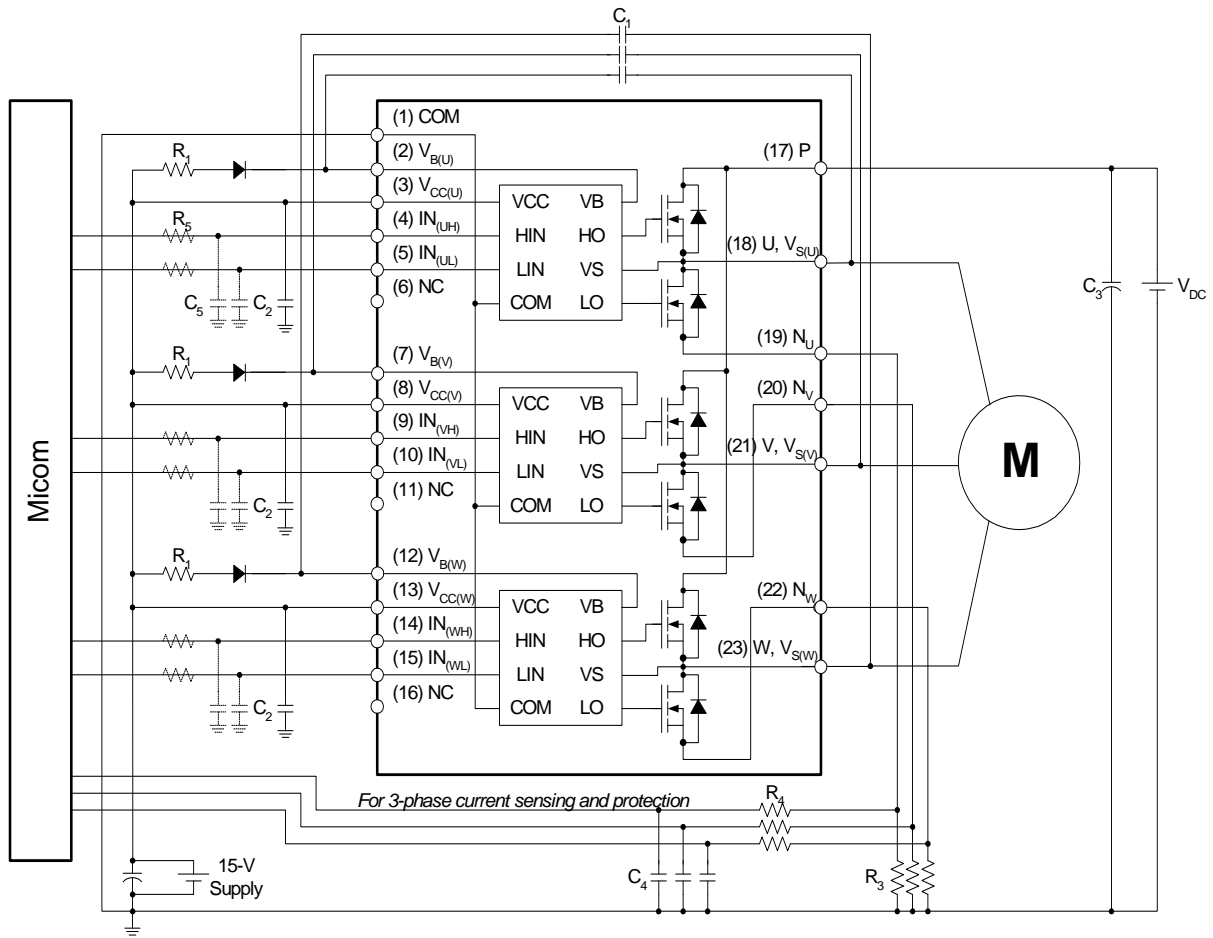 C1
Micom
(1) COM
(2) VB(U)
(3) VCC(U)
(4) IN(UH)
(5) IN(UL)
(6) NC
(7) VB(V)
(8) VCC(V)
(9) IN(VH)
(10) IN(VL)
(11) NC
(12) VB(W)
(13) VCC(W)
(14) IN(WH)
(15) IN(WL)
(16) NC
R1
R5
C5
C2
R1
C2
R1
C2
VCC VB
HIN HO
LIN VS
COM LO
VCC VB
HIN HO
LIN VS
COM LO
VCC VB
HIN HO
LIN VS
COM LO
(17) P
(18) U, VS(U)
(19) NU
(20) NV
(21) V, VS(V)
(22) NW
(23) W, VS(W)
C3
VDC
M
For 3-phase current sensing and protection
R4
C4
R3
15-V
Supply